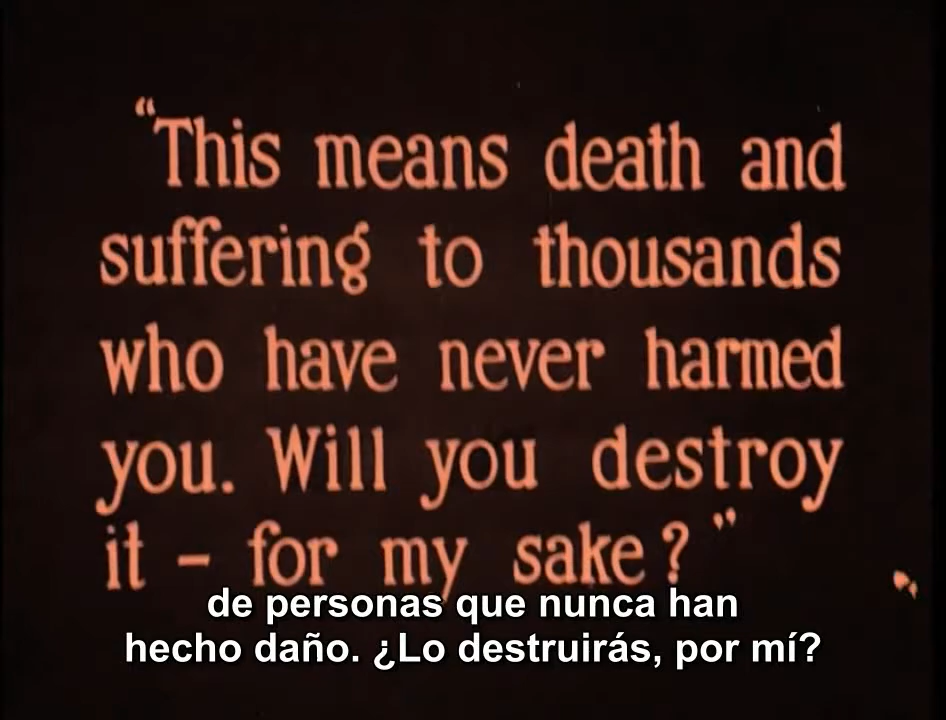 “This means death and
suffering to thousands
who have never harmed
you. Will you destroy
it – for my sake?”
de personas que nunca han
hecho daño. ¿Lo destruirás, por mí?